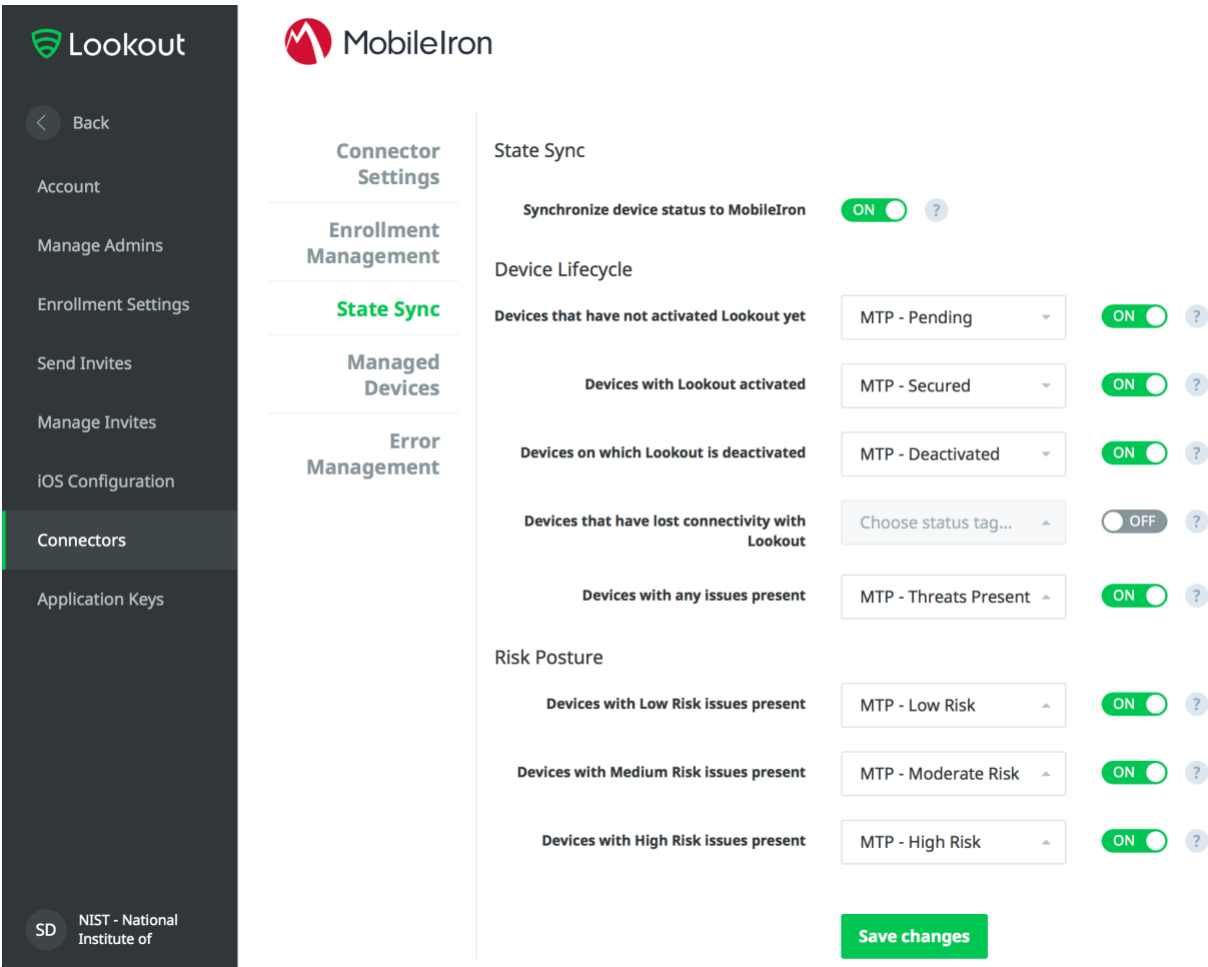 Lookout
MobileIron
Back
Account
Manage Admins
Enrollment Settings
Send Invites
Manage Invites
iOS Configuration
Connectors
Application Keys
SD
NIST - National
Institute of
Connector
Settings
Enrollment
Management
State Sync
Managed
Devices
Error
Management
State Sync
Synchronize device status to MobileIron ON ?
Device Lifecycle
Devices that have not activated Lookout yet MTP - Pending ON ?
Devices with Lookout activated MTP - Secured ON ?
Devices on which Lookout is deactivated MTP - Deactivated ON ?
Devices that have lost connectivity with
Lookout Choose status tag... OFF ?
Devices with any issues present MTP - Threats Present ON ?
Risk Posture
Devices with Low Risk issues present MTP - Low Risk ON ?
Devices with Medium Risk issues present MTP - Moderate Risk ON ?
Devices with High Risk issues present MTP - High Risk ON ?
Save changes